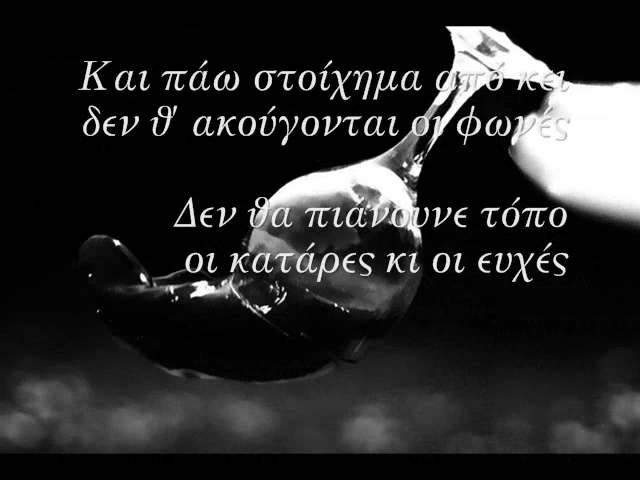 Και πάω στοίχημα από κει
δεν θ' ακούγονται οι φωνές
Δεν θα πιάνουνε τόπο
οι κατάρες κι οι ευχές